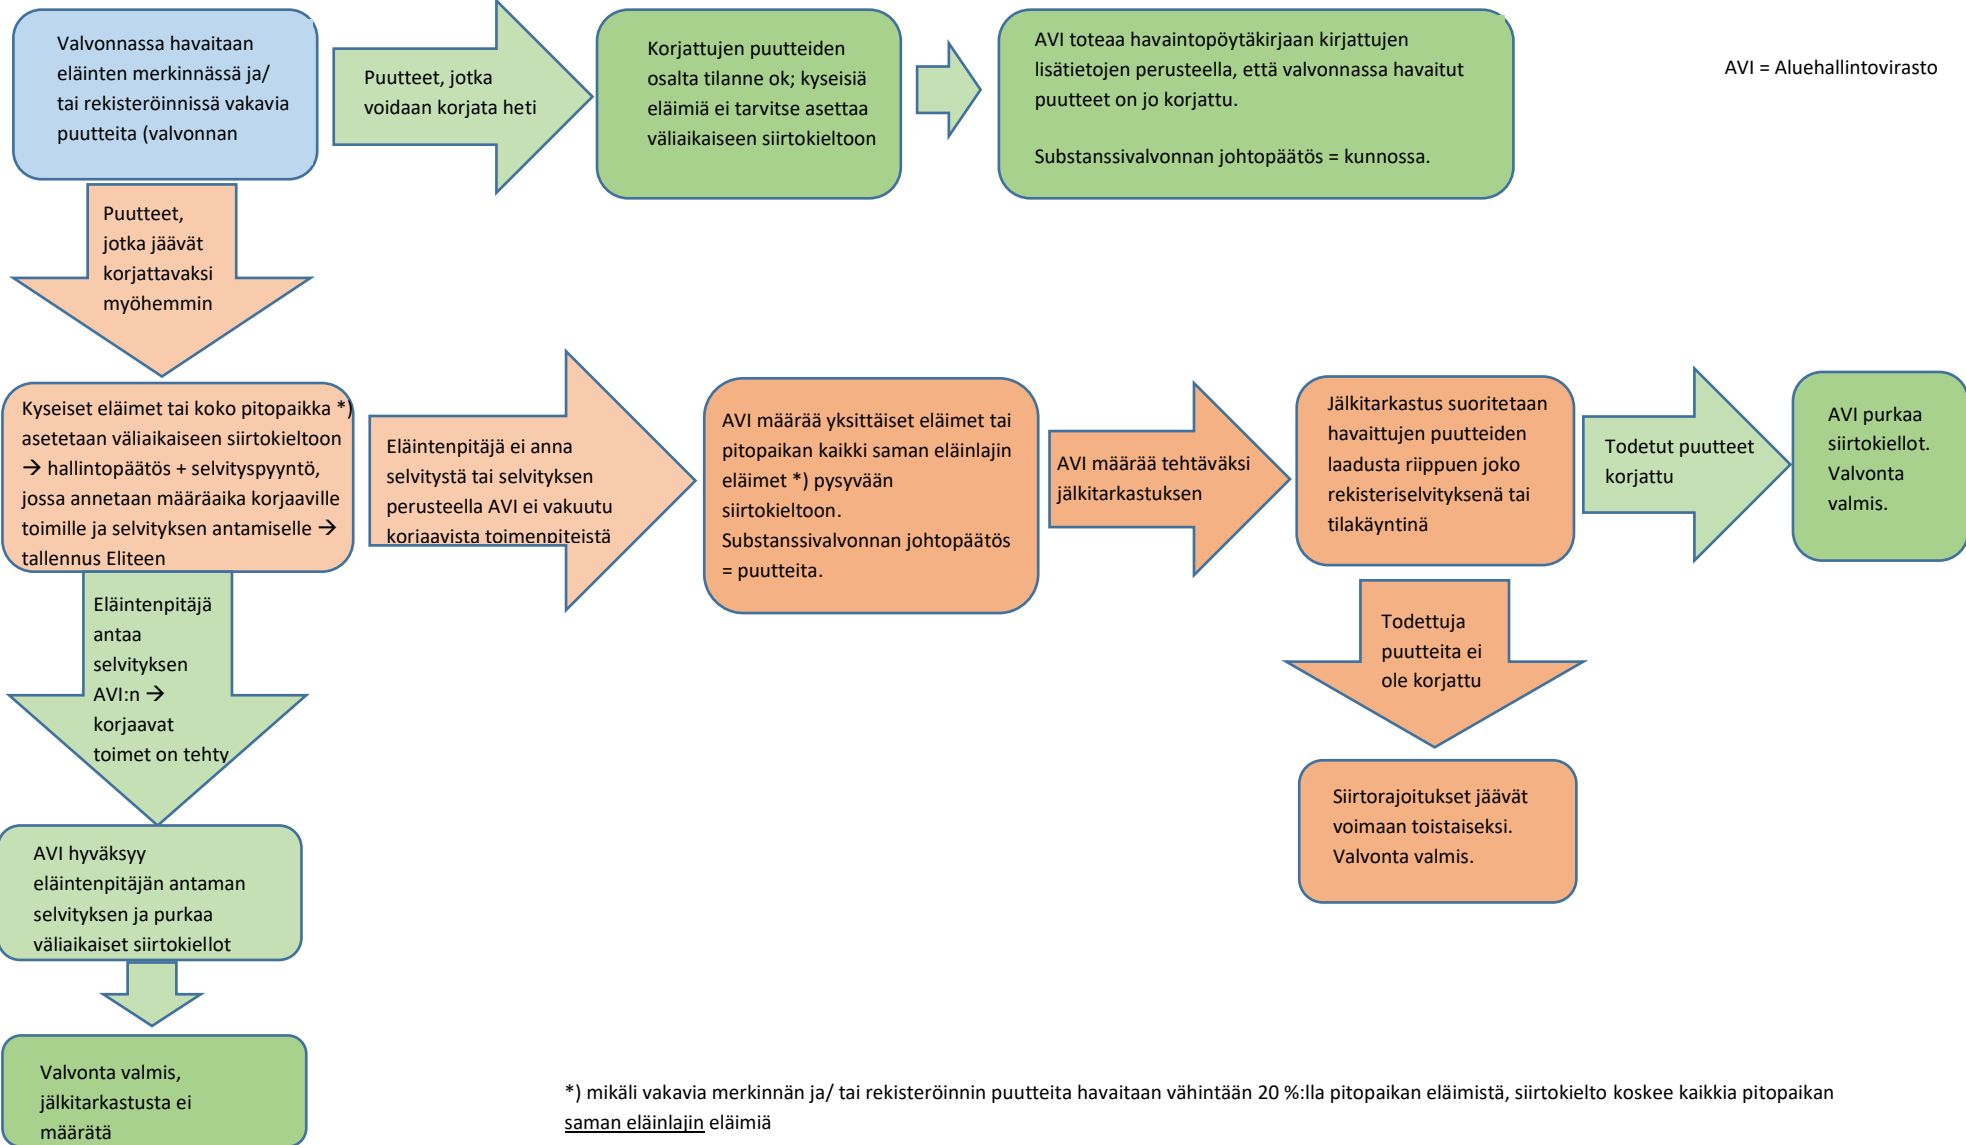 Valvonnassa havaitaan
eläinten merkinnässä ja/
tai rekisteröinnissä vakavia
puutteita (valvonnan
Puutteet, jotka
voidaan korjata heti
Korjattujen puutteiden
osalta tilanne ok; kyseisiä
eläimiä ei tarvitse asettaa
väliaikaiseen siirtokieltoon
AVI toteaa havaintopöytäkirjaan kirjattujen
lisätietojen perusteella, että valvonnassa havaitut
puutteet on jo korjattu.
Substanssivalvonnan johtopäätös = kunnossa.
AVI = Aluehallintovirasto
Puutteet,
jotka jäävät
korjattavaksi
myöhemmin
Kyseiset eläimet tai koko pitopaikka *)
asetetaan väliaikaiseen siirtokieltoon
→ hallintopäätös + selvityspyyntö,
jossa annetaan määräaika korjaaville
toimille ja selvityksen antamiselle →
tallennus Eliteen
Eläintenpitäjä ei anna
selvitystä tai selvityksen
perusteella AVI ei vakuutu
korjaavista toimenpiteistä
AVI määrää yksittäiset eläimet tai
pitopaikan kaikki saman eläinlajin
eläimet *) pysyvään
siirtokieltoon.
Substanssivalvonnan johtopäätös
= puutteita.
AVI määrää tehtäväksi
jälkitarkastuksen
Jälkitarkastus suoritetaan
havaittujen puutteiden
laadusta riippuen joko
rekisteriselvityksenä tai
tilakäyntinä
Todetut puutteet
korjattu
AVI purkaa
siirtokiellot.
Valvonta
valmis.
Eläintenpitäjä
antaa
selvityksen
AVI:n →
korjaavat
toimet on tehty
Todettuja
puutteita ei
ole korjattu
Siirtorajoitukset jäävät
voimaan toistaiseksi.
Valvonta valmis.
AVI hyväksyy
eläintenpitäjän antaman
selvityksen ja purkaa
väliaikaiset siirtokiellot
Valvonta valmis,
jälkitarkastusta ei
määrätä
*) mikäli vakavia merkinnän ja/ tai rekisteröinnin puutteita havaitaan vähintään 20 %:lla pitopaikan eläimistä, siirtokielto koskee kaikkia pitopaikan
saman eläinlajin eläimiä